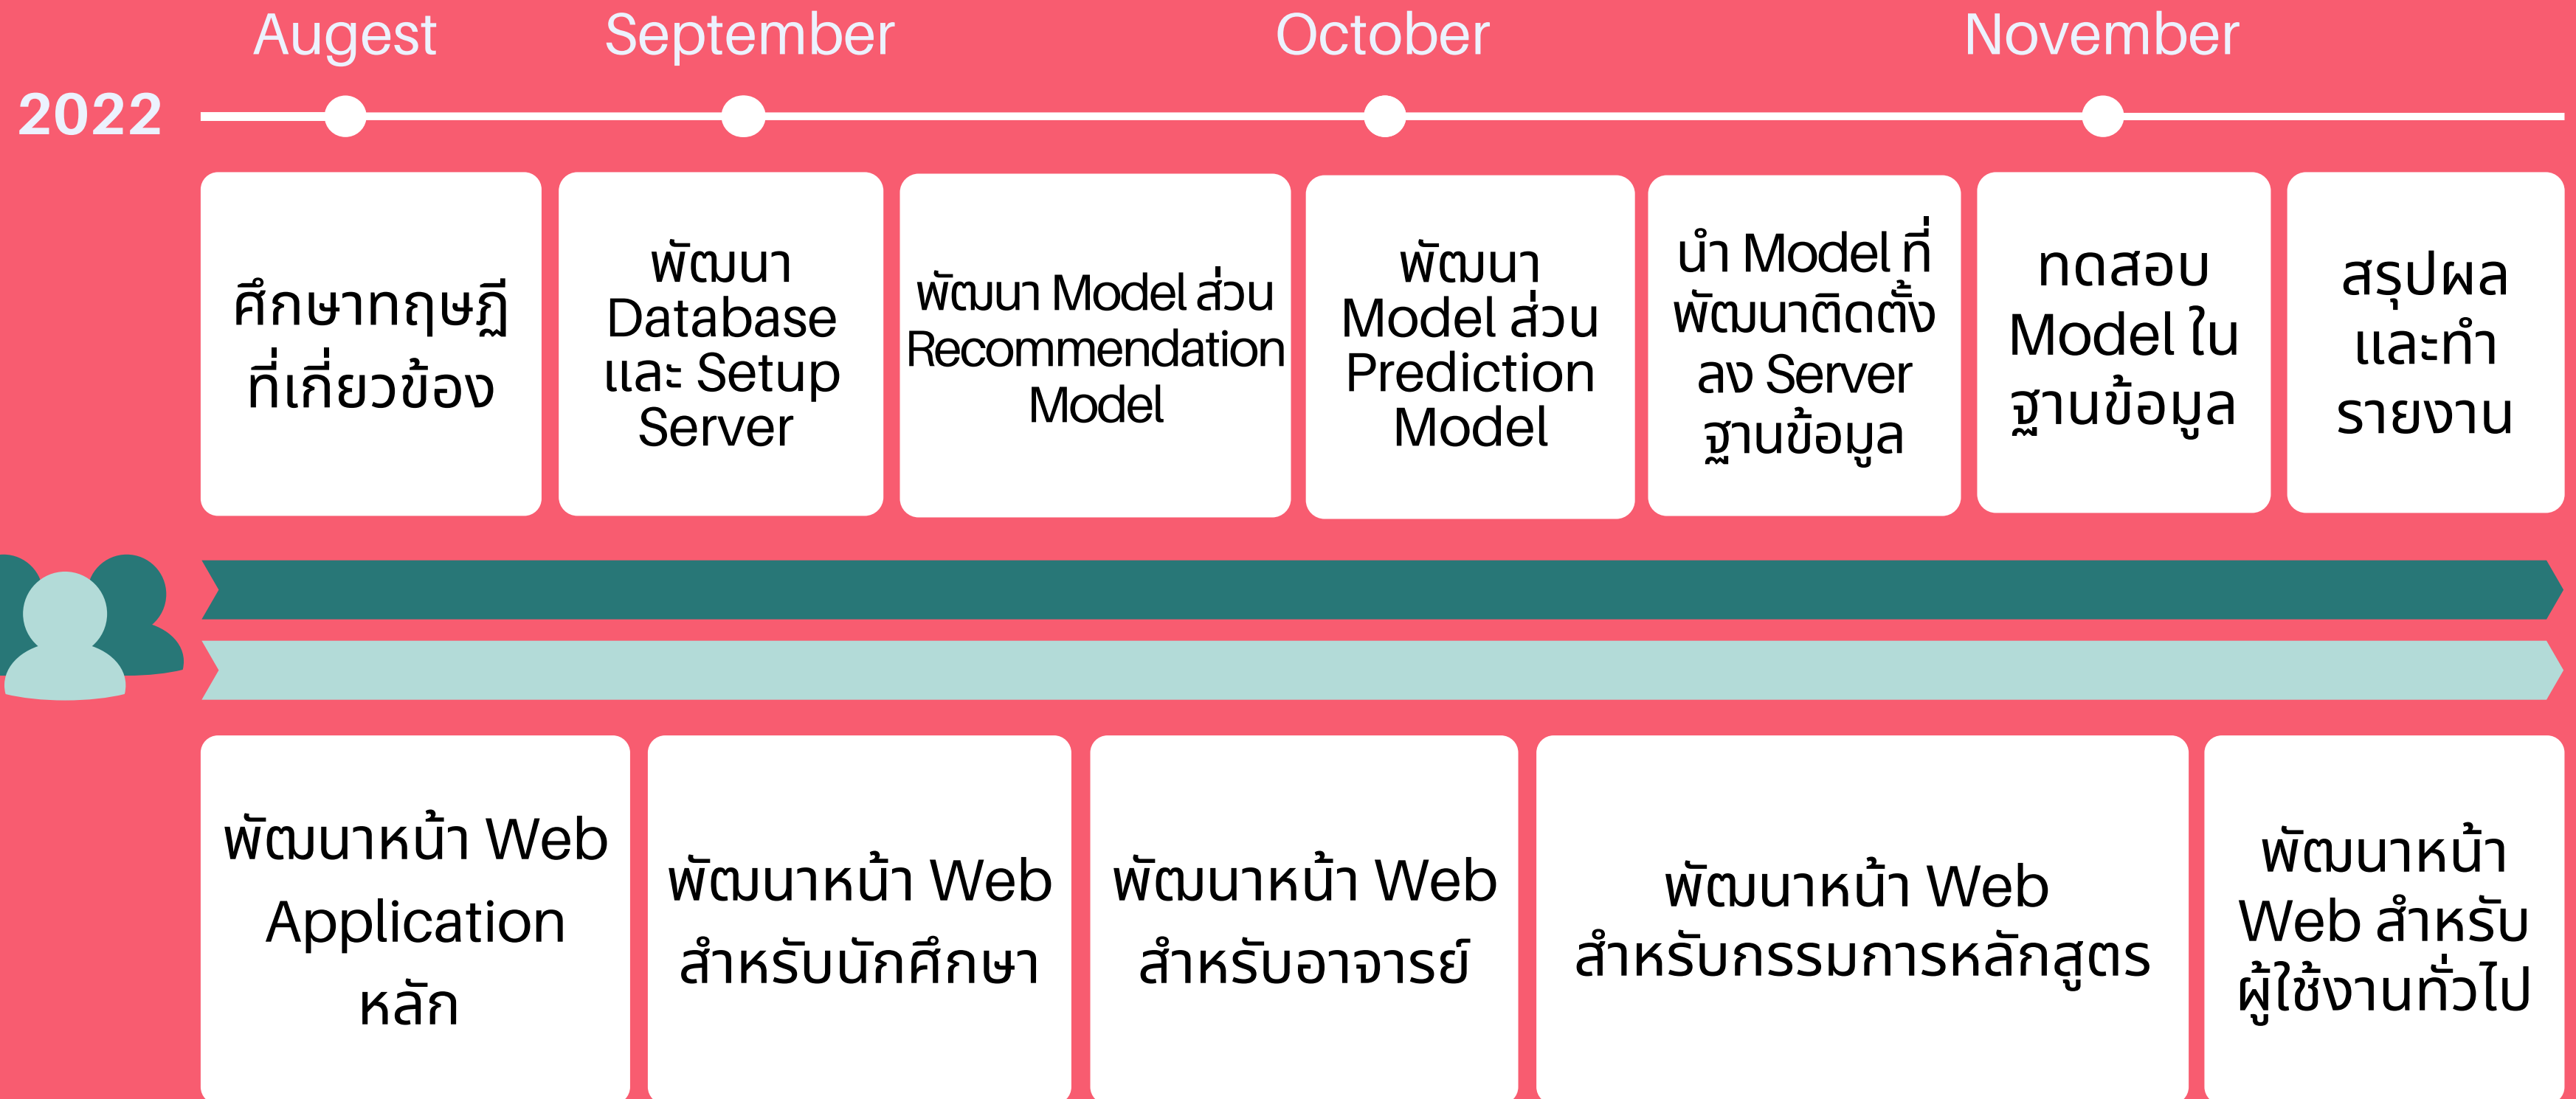 Augest
September
October
November
2022
ศึกษาทฤษฎี
ที่เกี่ยวข้อง
พัฒนา
Database
และ Setup
Server
พัฒนา Model ส่วน
Recommendation
Model
พัฒนา
Model ส่วน
Prediction
Model
นำ Model ที่
พัฒนาติดตั้ง
ลง Server
ฐานข้อมูล
ทดสอบ
Model ใน
ฐานข้อมูล
สรุปผล
และทำ
รายงาน
พัฒนาหน้า Web
Application
หลัก
พัฒนาหน้า Web
สำหรับนักศึกษา
พัฒนาหน้า Web
สำหรับอาจารย์
พัฒนาหน้า Web
สำหรับกรรมการหลักสูตร
พัฒนาหน้า
Web สำหรับ
ผู้ใช้งานทั่วไป